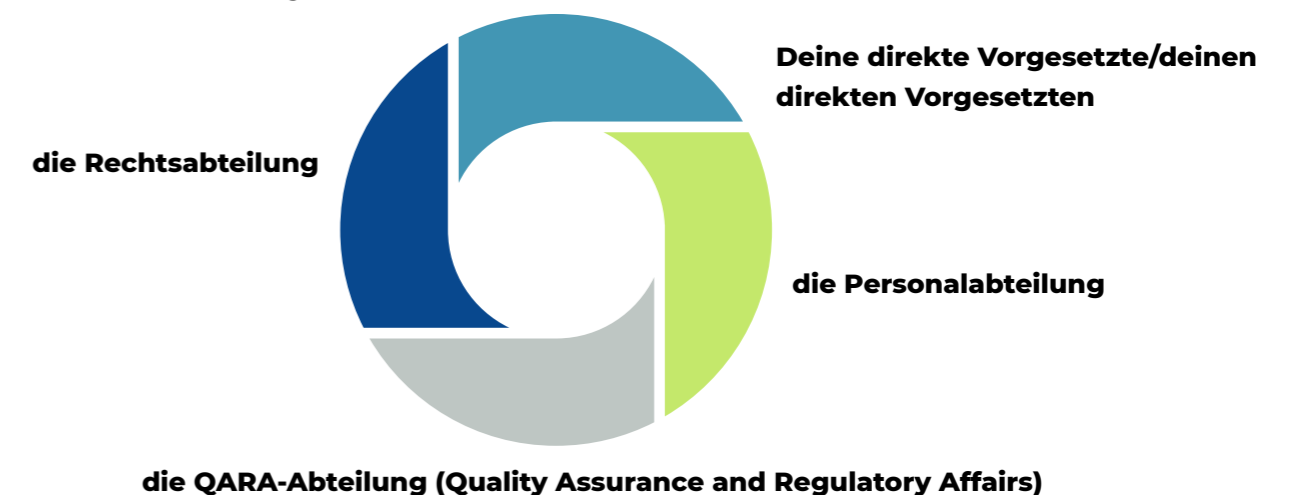 Deine direkte Vorgesetzte/deinen
direkten Vorgesetzten
die Rechtsabteilung
die Personalabteilung
die QARA-Abteilung (Quality Assurance and Regulatory Affairs)